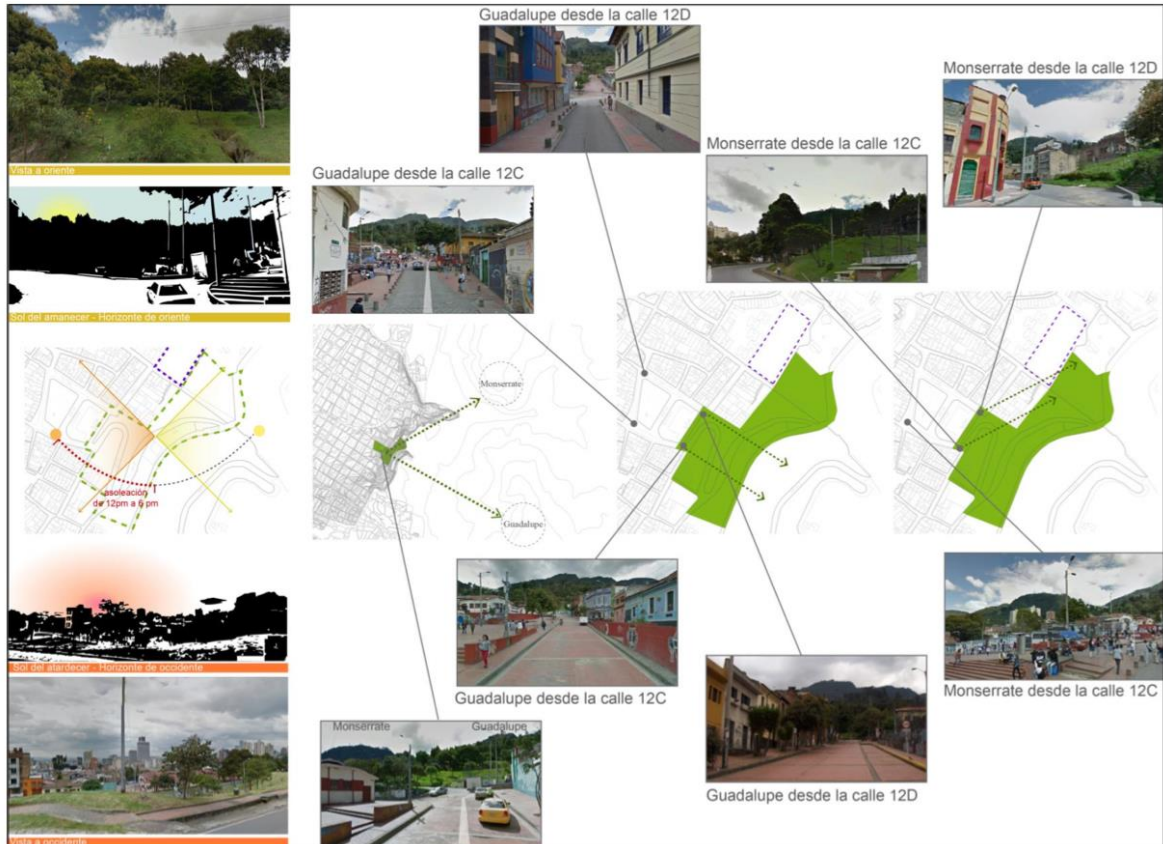 Guadalupe desde la calle 12D
Monserrate desde la calle 12D
Monserrate desde la calle 12C
Guadalupe desde la calle 12C
Vista a oriente
Sol del amanecer - Horizonte de oriente
asoleación
de 12pm a 6 pm
Monserrate
Guadalupe
Sol del atardecer - Horizonte de occidente
Guadalupe desde la calle 12C
Monserrate desde la calle 12C
Monserrate
Guadalupe
Guadalupe desde la calle 12D
Vista a occidente